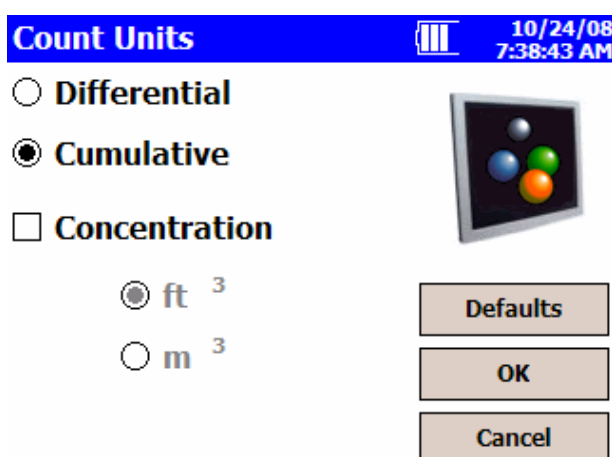 Count Units
10/24/08
7:38:43 AM
Differential
Cumulative
Concentration
ft 3
m 3
Defaults
OK
Cancel